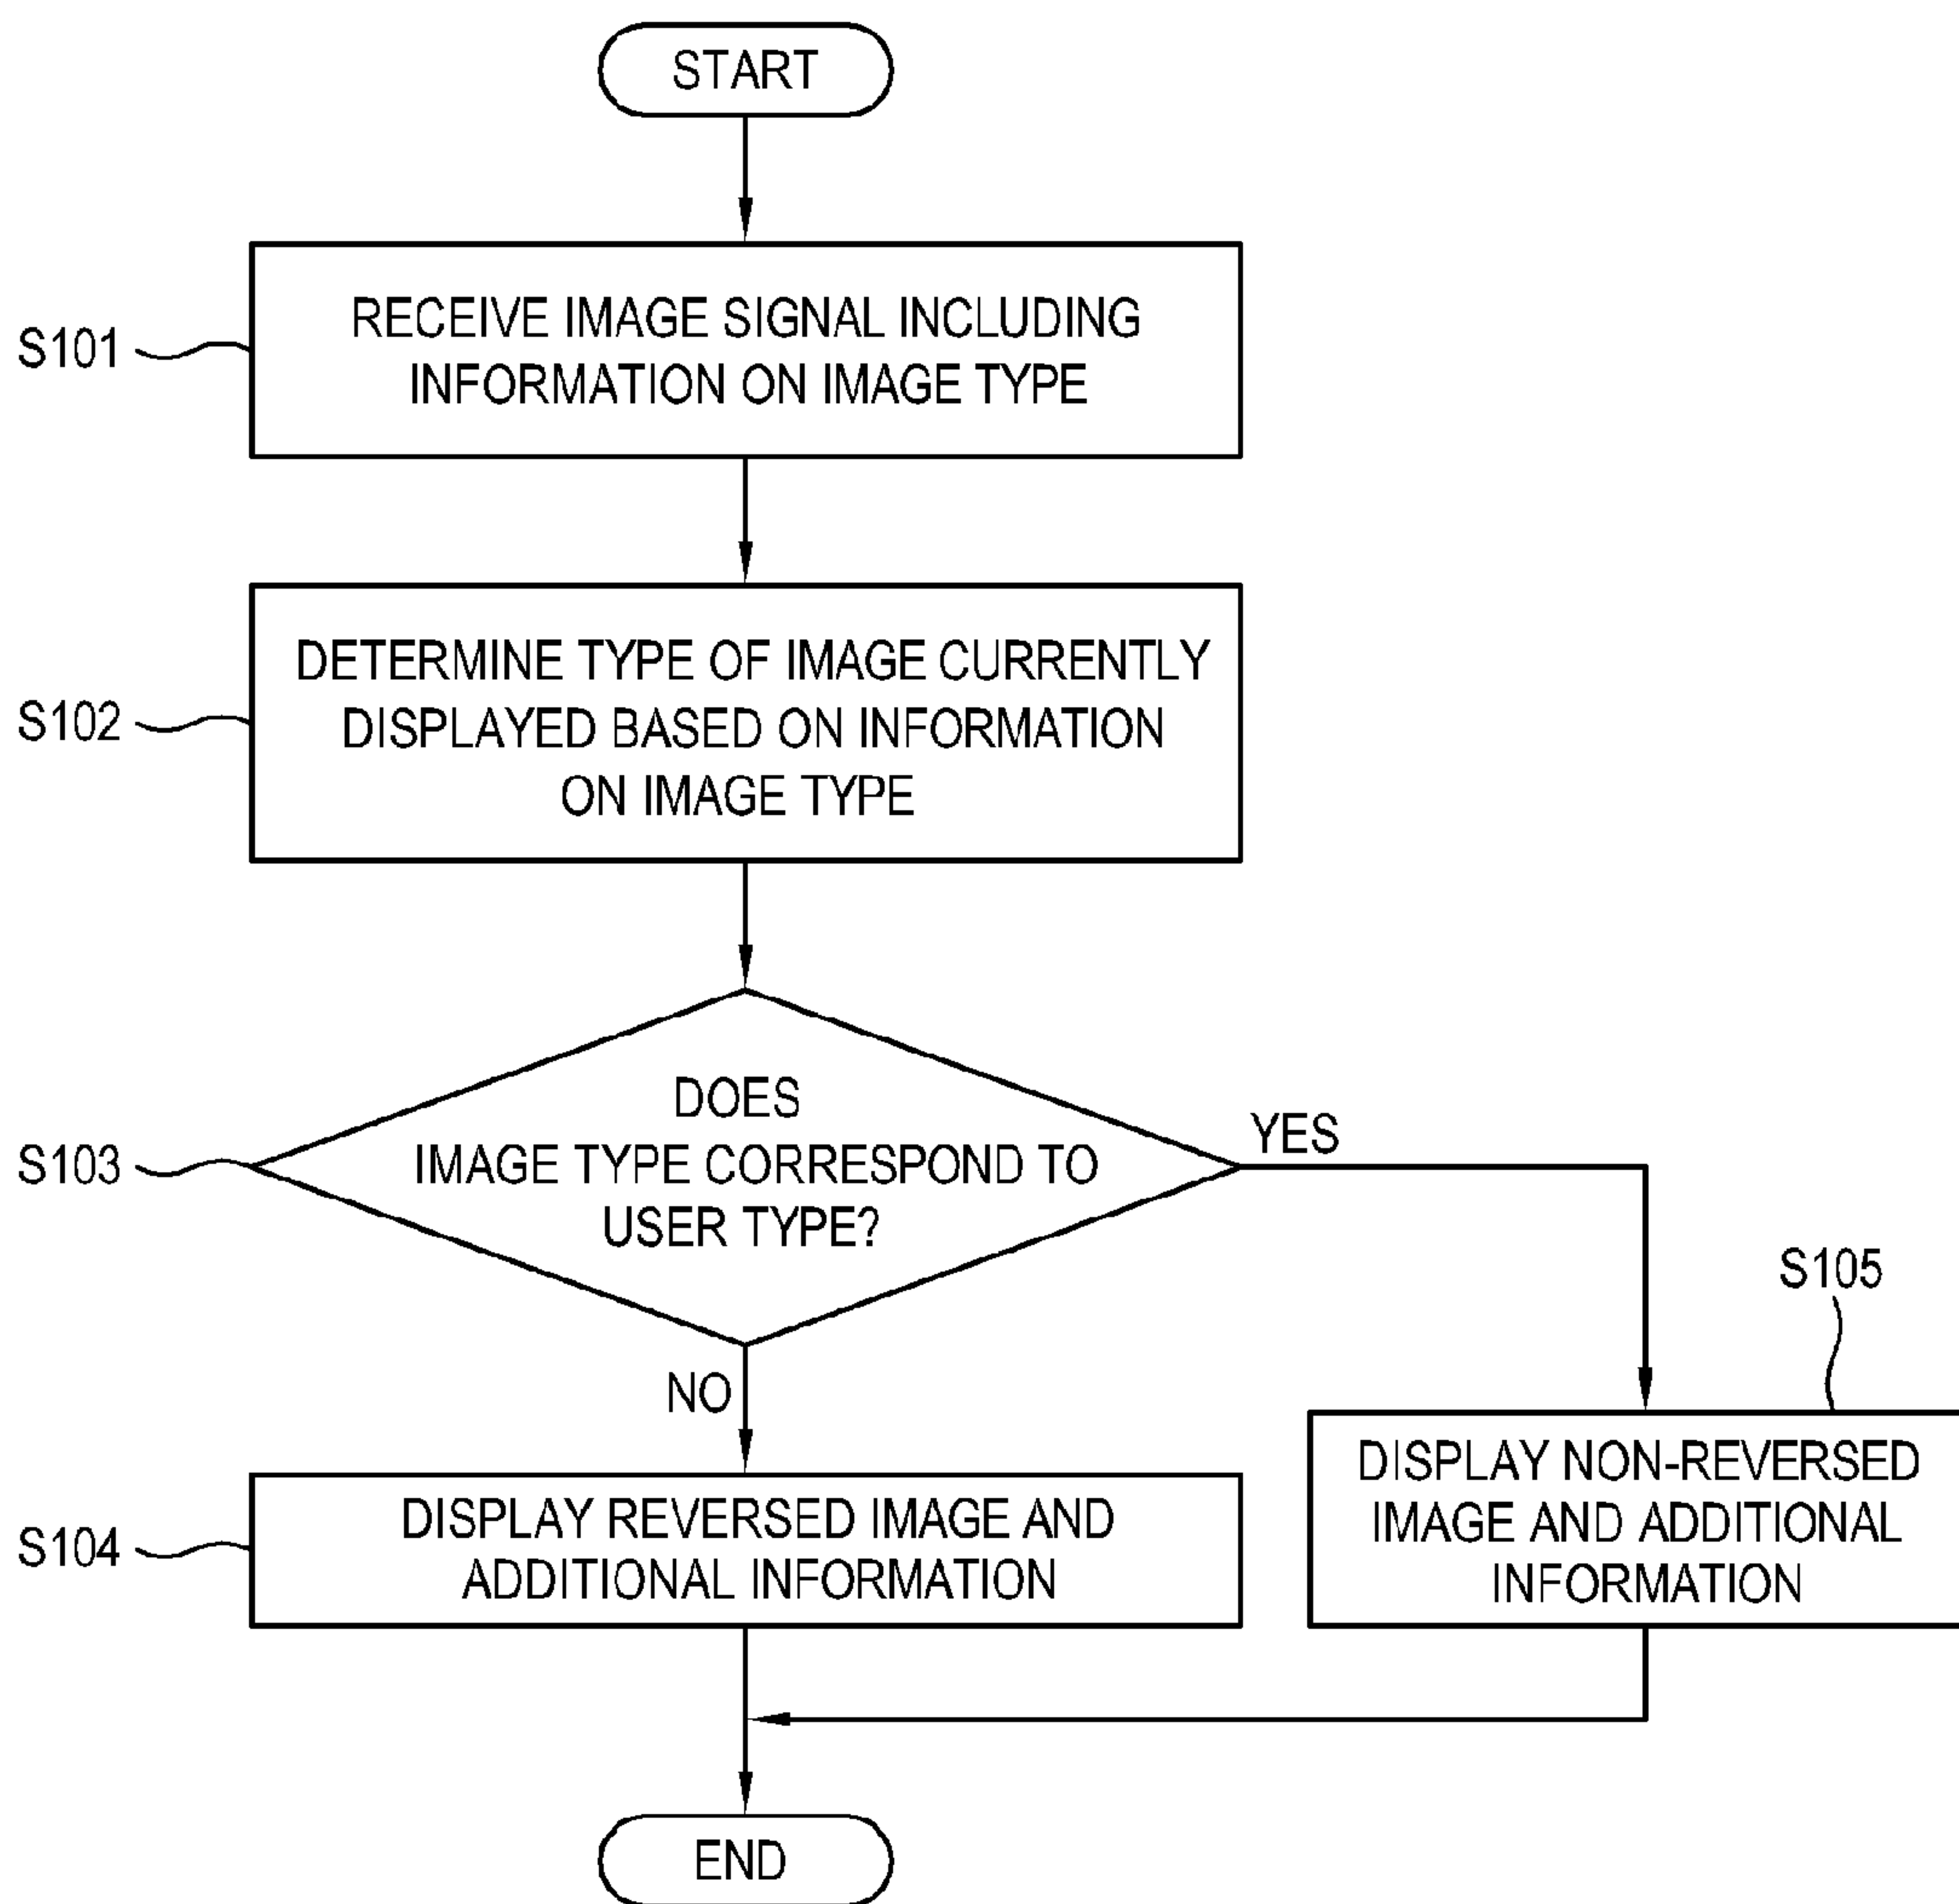 START
S101
RECEIVE IMAGE SIGNAL INCLUDING
INFORMATION ON IMAGE TYPE
S102
DETERMINE TYPE OF IMAGE CURRENTLY
DISPLAYED BASED ON INFORMATION
ON IMAGE TYPE
S103
DOES
IMAGE TYPE CORRESPOND TO
USER TYPE?
YES
NO
S104
DISPLAY REVERSED IMAGE AND
ADDITIONAL INFORMATION
S105
DISPLAY NON-REVERSED
IMAGE AND ADDITIONAL
INFORMATION
END